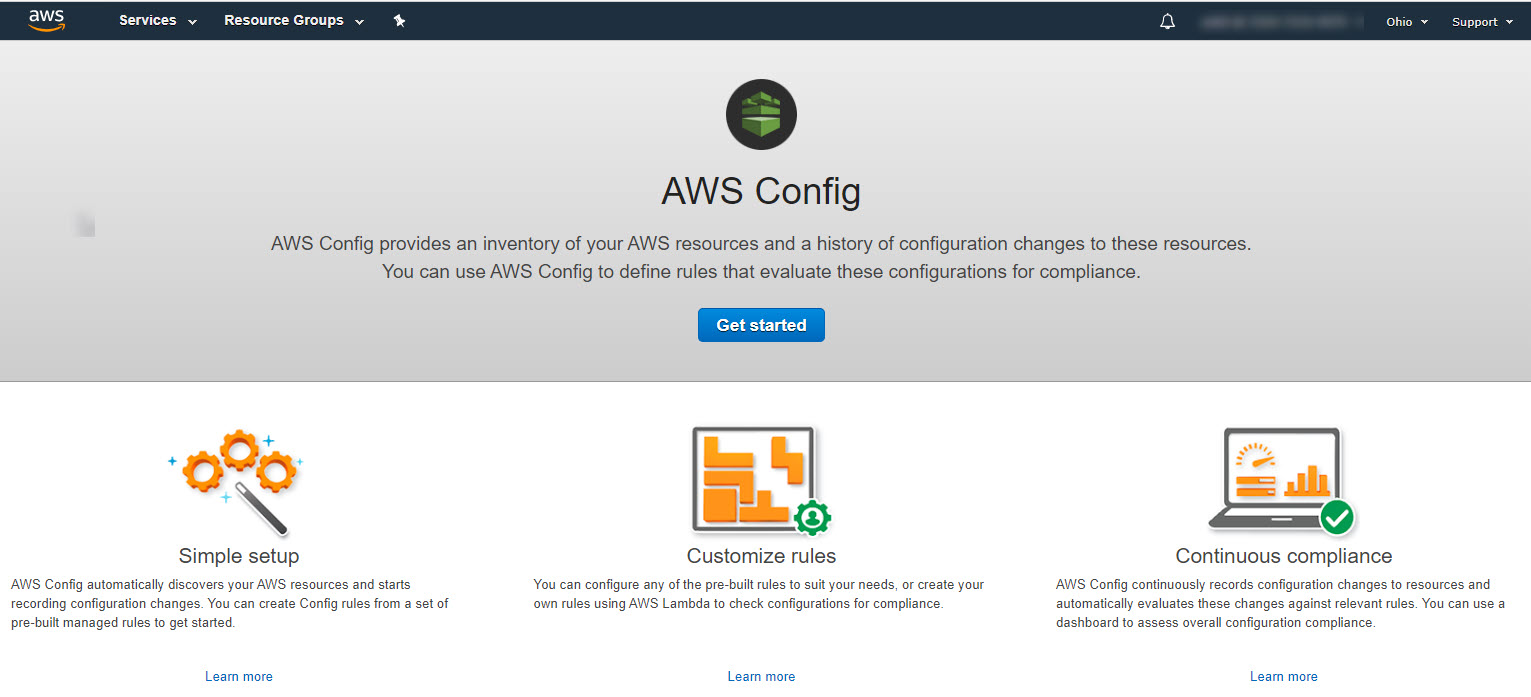 aws Services Resource Groups Ohio Support
AWS Config
AWS Config provides an inventory of your AWS resources and a history of configuration changes to these resources.
You can use AWS Config to define rules that evaluate these configurations for compliance.
Get started
Simple setup
AWS Config automatically discovers your AWS resources and starts
recording configuration changes. You can create Config rules from a set of
pre-built managed rules to get started.
Learn more
Customize rules
You can configure any of the pre-built rules to suit your needs, or create your
own rules using AWS Lambda to check configurations for compliance.
Learn more
Continuous compliance
AWS Config continuously records configuration changes to resources and
automatically evaluates these changes against relevant rules. You can use a
dashboard to assess overall configuration compliance.
Learn more